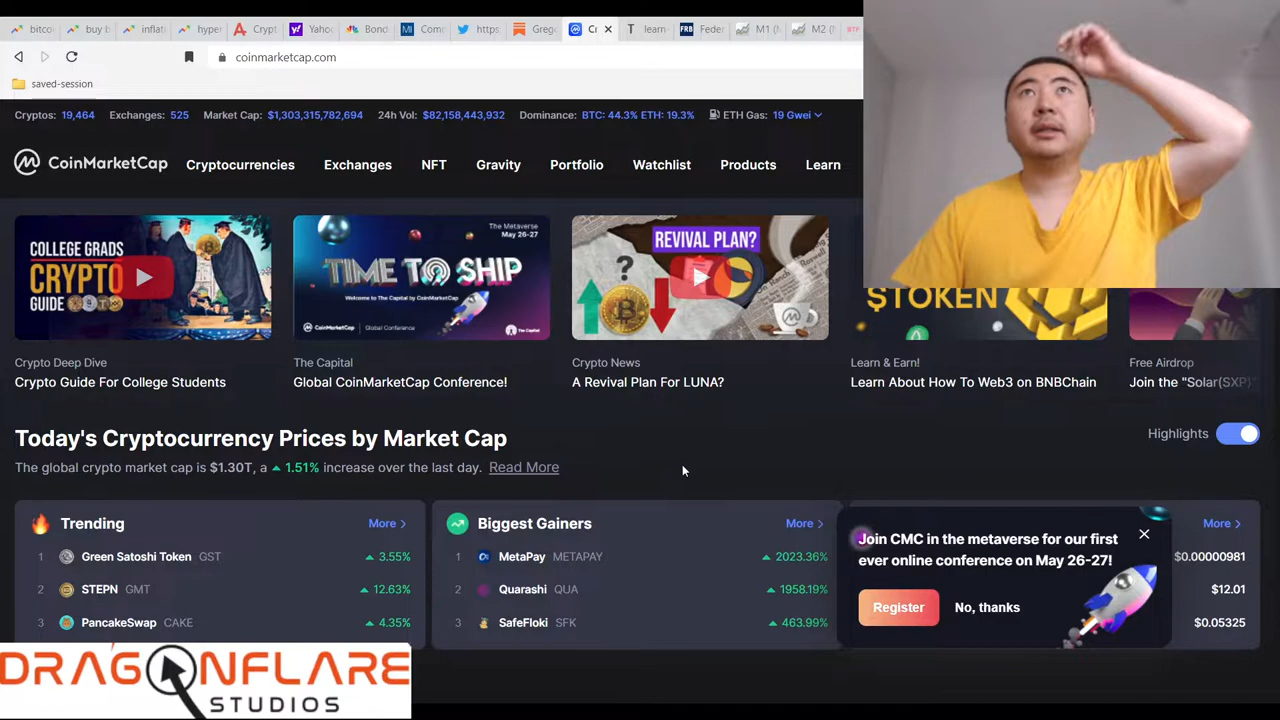 bitco
buy b
inflati
hyper
Crypt
Yahoo
Bond
Com
https:
Grego
learn-
FRB
Feder
M1 (
M2 (
coinmarketcap.com
saved-session
Cryptos: 19,464 Exchanges: 525 Market Cap: $1,303,315,782,694 24h Vol: $82,158,443,932 Dominance: BTC: 44.3% ETH: 19.3% ETH Gas: 19 Gwei
CoinMarketCap
Cryptocurrencies
Exchanges
NFT
Gravity
Portfolio
Watchlist
Products
Learn
COLLEGE GRADS
CRYPTO
GUIDE
The Metaverse
May 26-27
TIME TO SHIP
Welcome to The Capital by CoinMarketCap
CoinMarketCap | Global Conference
The Capital
REVIVAL PLAN?
$TOKEN
Crypto Deep Dive
Crypto Guide For College Students
The Capital
Global CoinMarketCap Conference!
Crypto News
A Revival Plan For LUNA?
Learn & Earn!
Learn About How To Web3 on BNBChain
Free Airdrop
Join the "Solar(SXP)"
Today's Cryptocurrency Prices by Market Cap
Highlights
The global crypto market cap is $1.30T, a 1.51% increase over the last day. Read More
Trending
More
1 Green Satoshi Token GST 3.55%
2 STEPN GMT 12.63%
3 PancakeSwap CAKE 4.35%
Biggest Gainers
More
1 MetaPay METAPAY 2023.36%
2 Quarashi QUA 1958.19%
3 SafeFloki SFK 463.99%
More
$0.00000981
$12.01
$0.05325
Join CMC in the metaverse for our first
ever online conference on May 26-27!
Register
No, thanks
DRAGONFLARE
STUDIOS